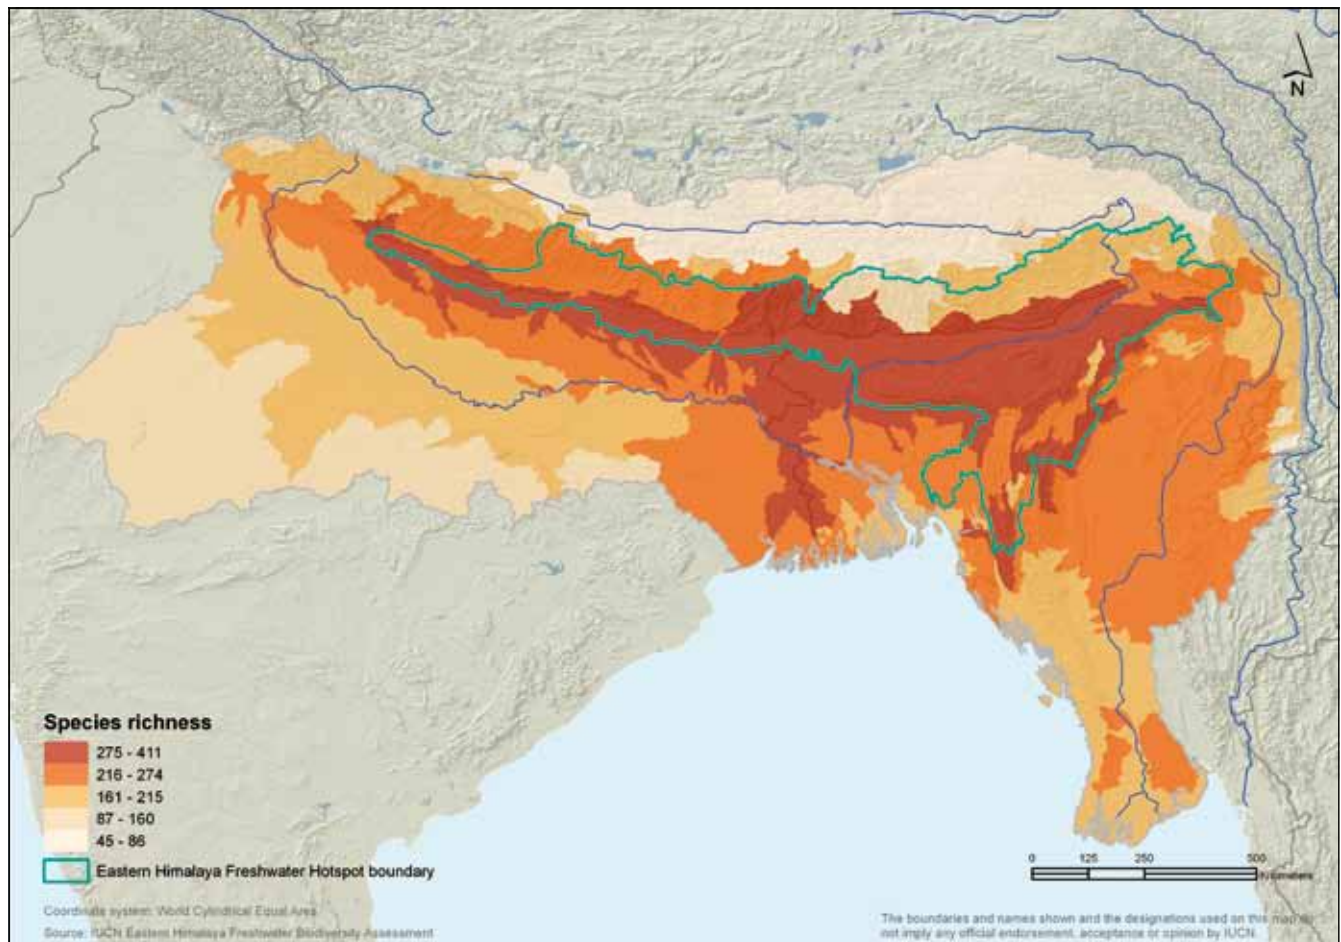 N
Species richness
275 - 411
216 - 274
161 - 215
87 - 160
45 - 86
Eastern Himalaya Freshwater Hotspot boundary
0 125 250 500
Kilometers
Coordinate system: World Cylindrical Equal Area
Source: IUCN Eastern Himalaya Freshwater Biodiversity Assessment
The boundaries and names shown and the designations used on this map do
not imply any official endorsement, acceptance or opinion by IUCN.